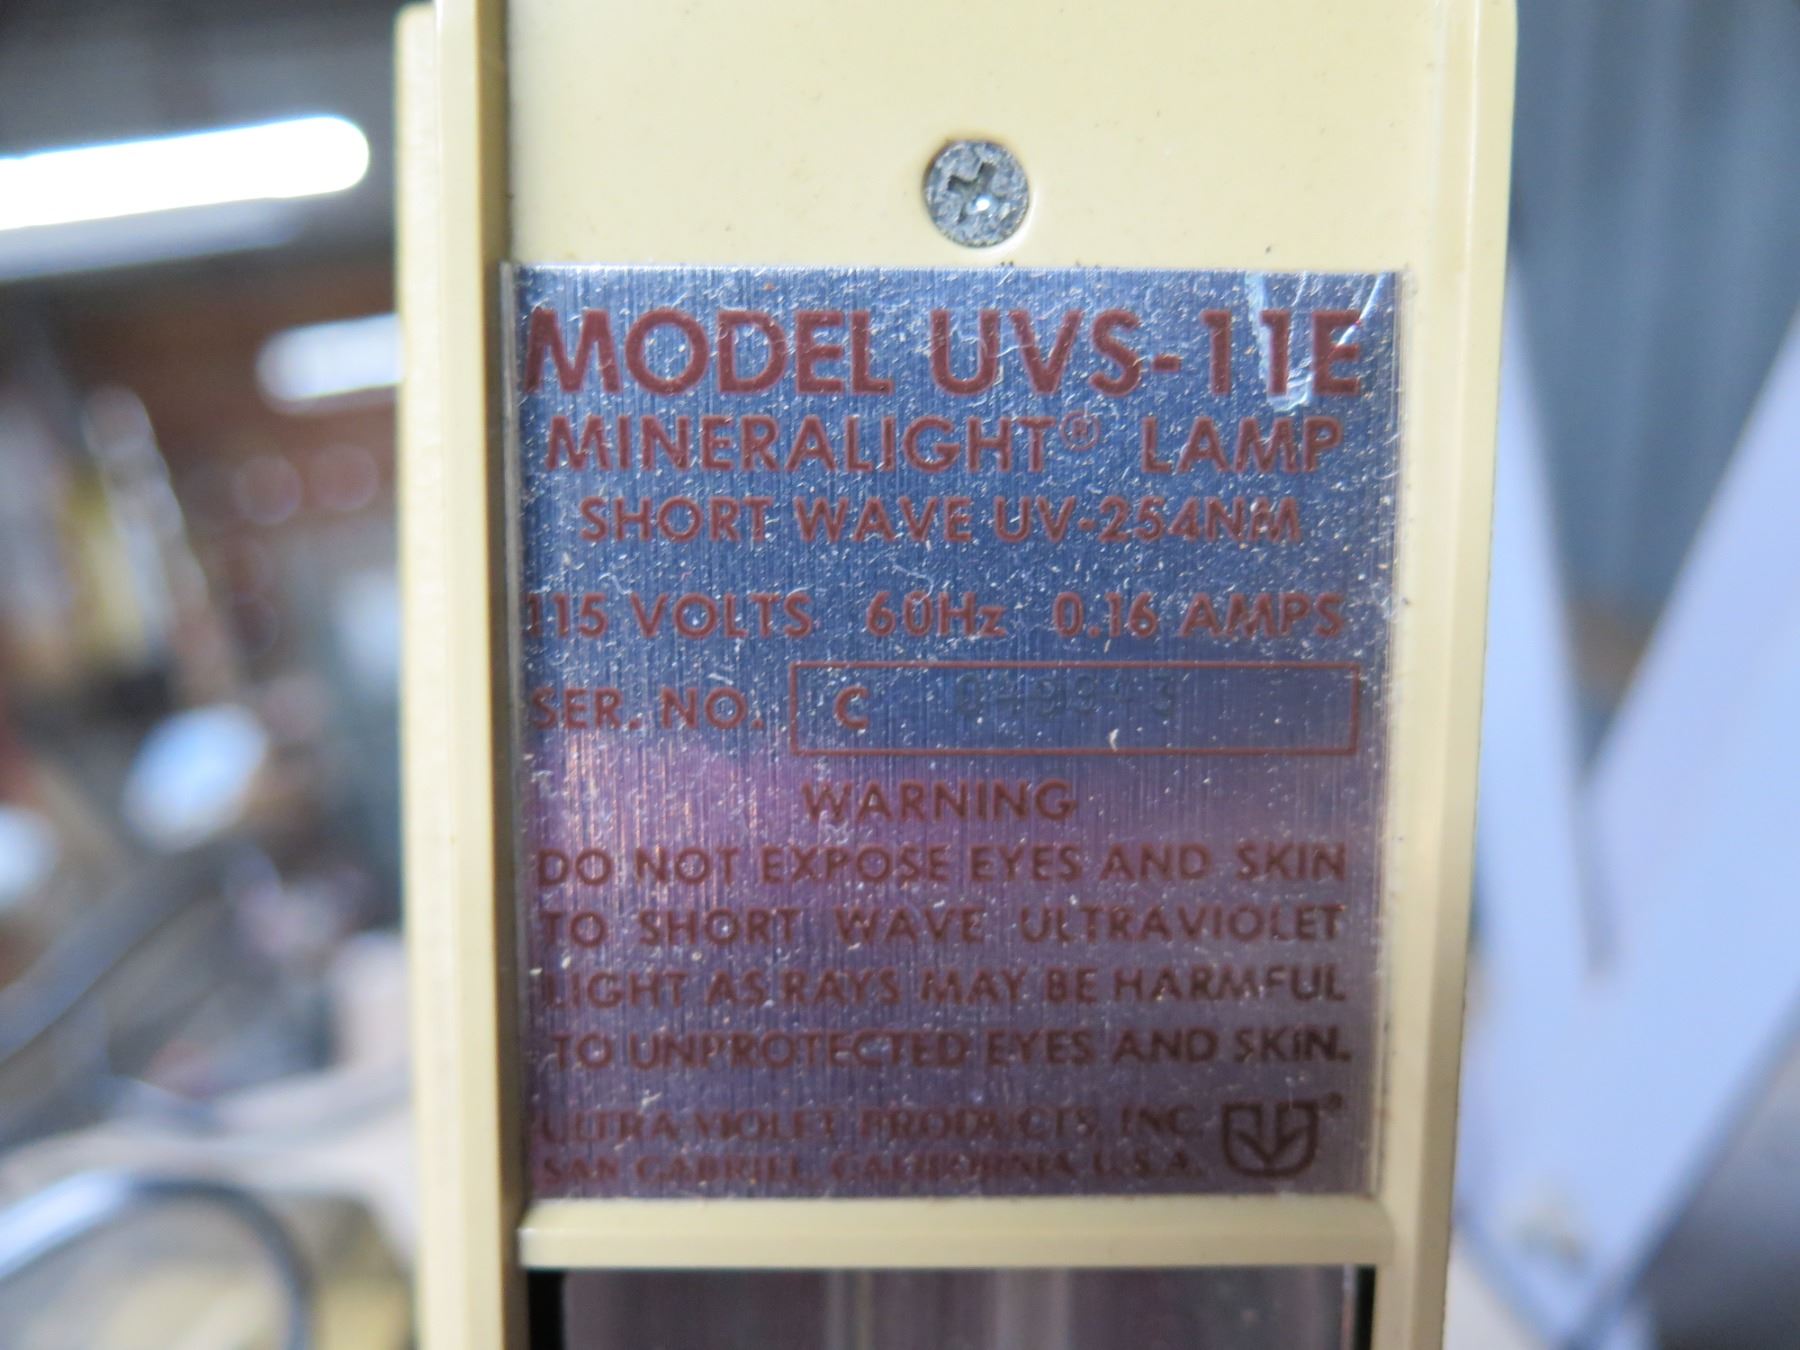 MODEL UVS-11E
MINERALIGHT® LAMP
SHORT WAVE UV-254NM
115 VOLTS 60Hz 0.16 AMPS
SER. NO. C
WARNING
DO NOT EXPOSE EYES AND SKIN
TO SHORT WAVE ULTRAVIOLET
LIGHT AS RAYS MAY BE HARMFUL
TO UNPROTECTED EYES AND SKIN.
ULTRA VIOLET PRODUCTS, INC.
SAN GABRIEL, CALIFORNIA U.S.A.